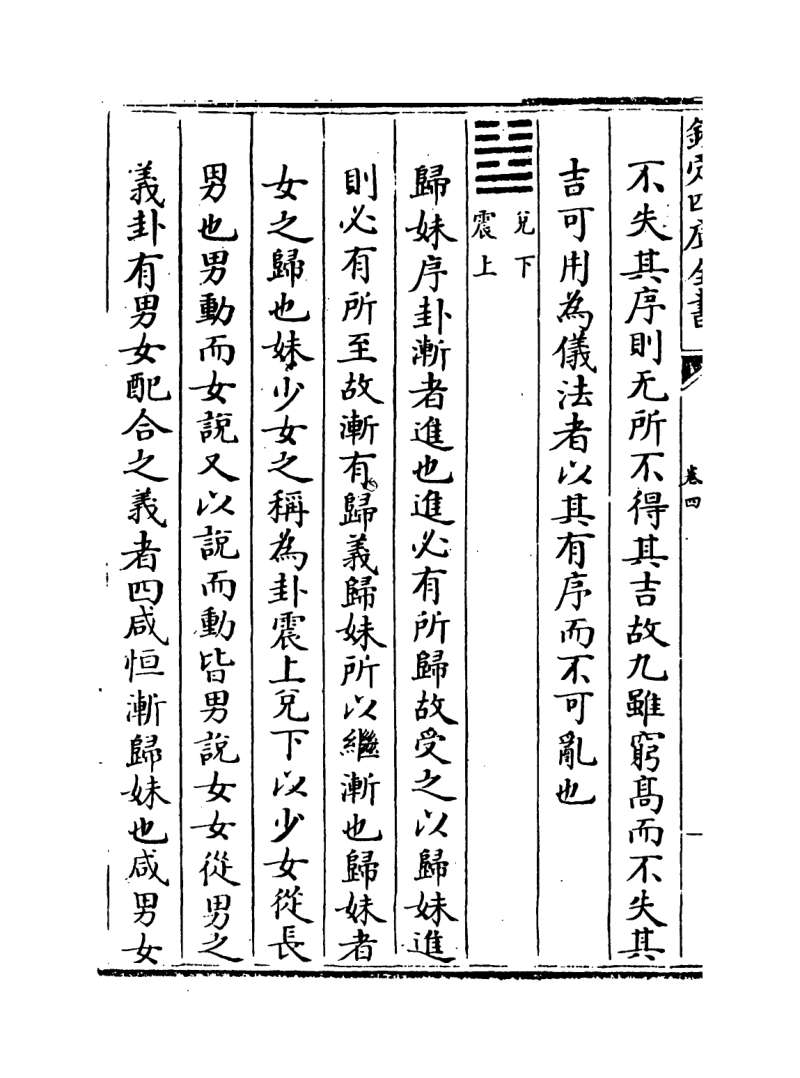 欽定四庫全書
卷四
不失其序則无所不得其吉故九雖窮髙而不失其
吉可用為儀法者以其有序而不可亂也
䷵
兌下
震上
歸妹序卦漸者進也進必有所歸故受之以歸妹進
則必有所至故漸有歸義歸妹所以繼漸也歸妹者
女之歸也妹少女之稱為卦震上兌下以少女從長
男也男動而女說又以說而動皆男說女女從男之
義卦有男女配合之義者四咸恒漸歸妹也咸男女